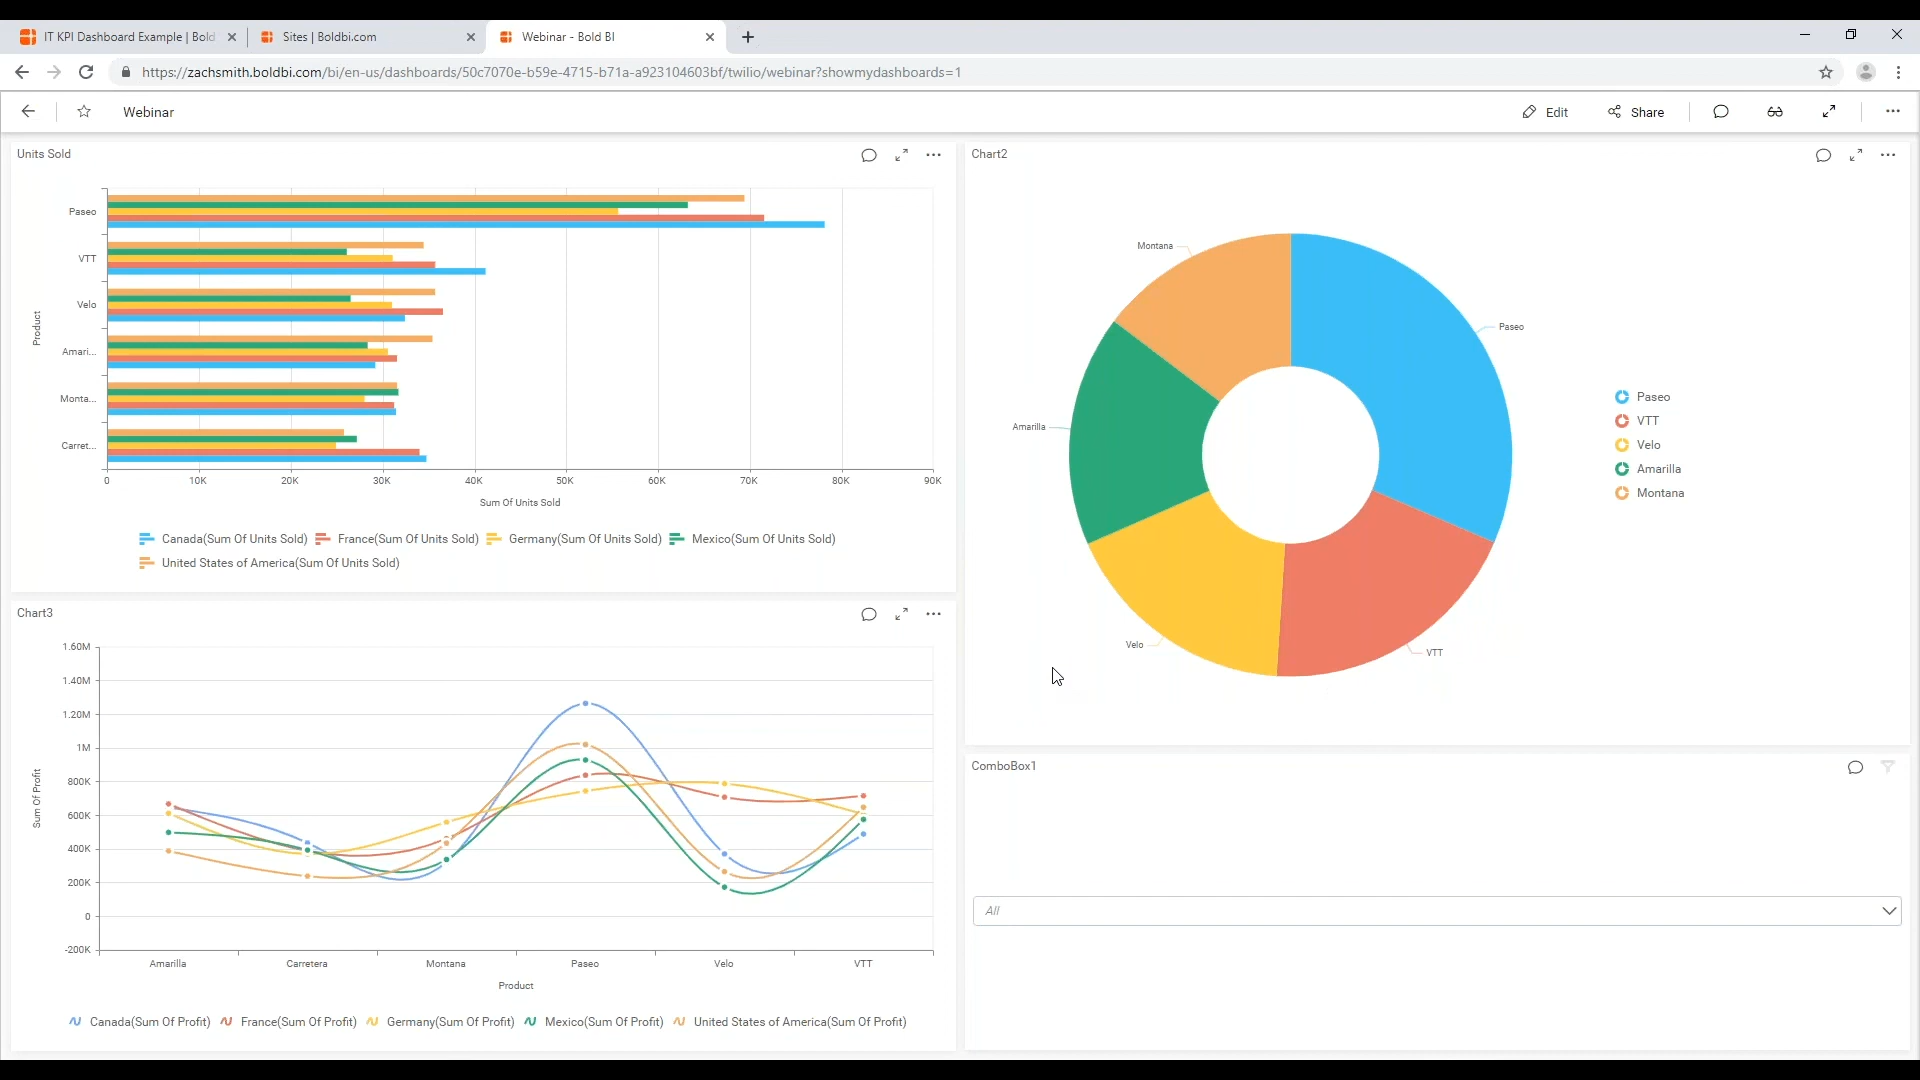 IT KPI Dashboard Example | Bold
Sites | Boldbi.com
Webinar - Bold BI
https://zachsmith.boldbi.com/bi/en-us/dashboards/50c7070e-b59e-4715-b71a-a923104603bf/twilio/webinar?showmydashboards=1
Webinar
Edit
Share
Units Sold
Product
Paseo
VTT
Velo
Amari...
Monta...
Carret...
0 10K 20K 30K 40K 50K 60K 70K 80K 90K
Sum Of Units Sold
Canada(Sum Of Units Sold) France(Sum Of Units Sold) Germany(Sum Of Units Sold) Mexico(Sum Of Units Sold)
United States of America(Sum Of Units Sold)
Chart2
Montana
Paseo
Amarilla
Velo
VTT
Paseo
VTT
Velo
Amarilla
Montana
Chart3
Sum Of Profit
1.60M
1.40M
1.20M
1M
800K
600K
400K
200K
0
-200K
Amarilla Carretera Montana Paseo Velo VTT
Product
Canada(Sum Of Profit) France(Sum Of Profit) Germany(Sum Of Profit) Mexico(Sum Of Profit) United States of America(Sum Of Profit)
ComboBox1
All